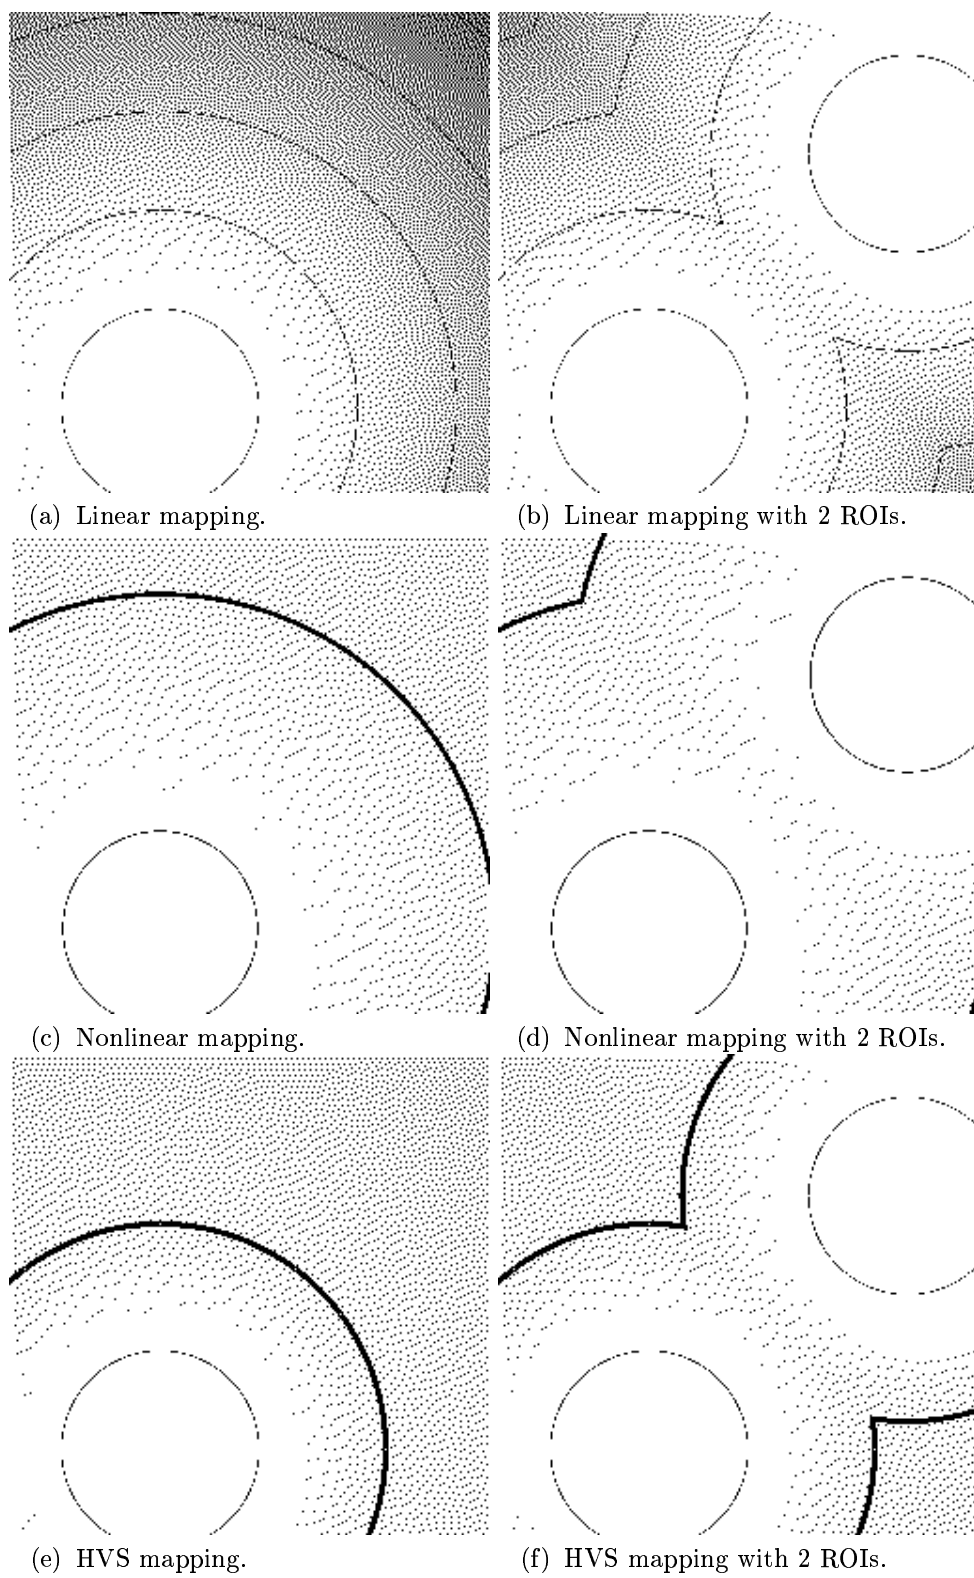 (a) Linear mapping.
(b) Linear mapping with 2 ROIs.
(c) Nonlinear mapping.
(d) Nonlinear mapping with 2 ROIs.
(e) HVS mapping.
(f) HVS mapping with 2 ROIs.